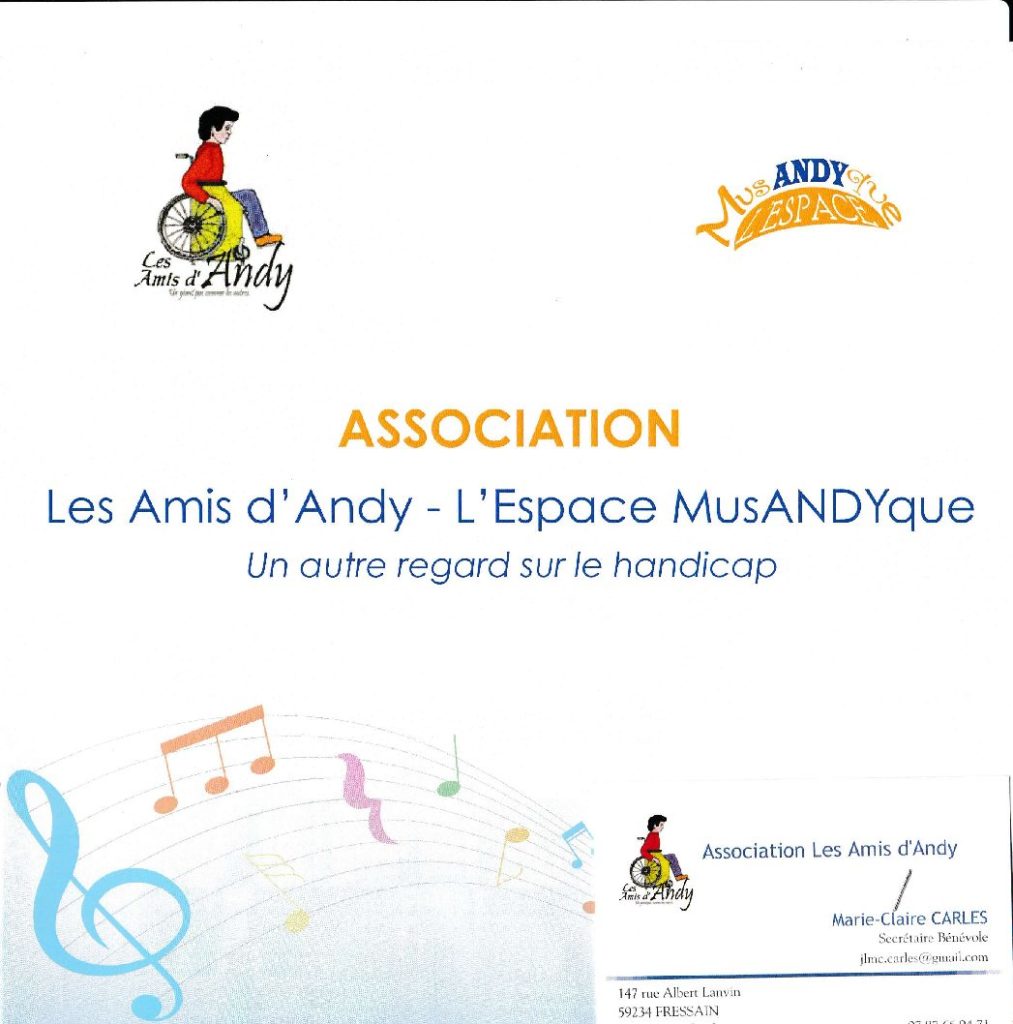 Les
Amis d'Andy
MusANDYque
L'ESPACE
ASSOCIATION
Les Amis d'Andy - L'Espace MusANDYque
Un autre regard sur le handicap
Association Les Amis d'Andy
Les
Amis d'Andy
Marie-Claire CARLES
Secrétaire Bénévole
jlmc.carles@gmail.com
147 rue Albert Lanvin
59234 FRESSAIN